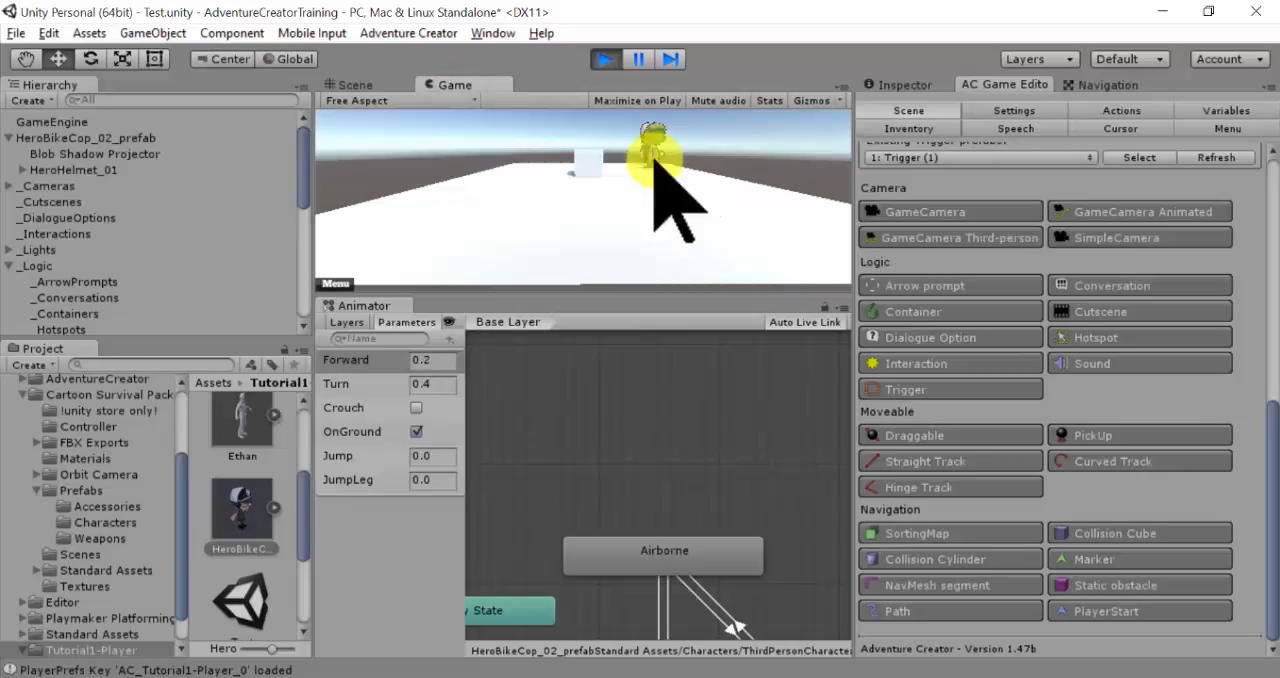 Unity Personal (64bit) - Test.unity - AdventureCreatorTraining - PC, Mac & Linux Standalone* <DX11>
File Edit Assets GameObject Component Mobile Input Adventure Creator Window Help
Center Global Layers Default Account
Hierarchy Scene Game Inspector AC Game Edito Navigation
Create All Free Aspect Maximize on Play Mute audio Stats Gizmos
Scene Settings Actions Variables
Inventory Speech Cursor Menu
GameEngine
HeroBikeCop_02_prefab
Blob Shadow Projector
HeroHelmet_01
_Cameras
_Cutscenes
_DialogueOptions
_Interactions
_Lights
_Logic
_ArrowPrompts
_Conversations
_Containers
Hotspots
Menu
1: Trigger (1) Select Refresh
Camera
GameCamera GameCamera Animated
GameCamera Third-person SimpleCamera
Logic
Arrow prompt Conversation
Container Cutscene
Dialogue Option Hotspot
Interaction Sound
Trigger
Moveable
Draggable PickUp
Straight Track Curved Track
Hinge Track
Navigation
SortingMap Collision Cube
Collision Cylinder Marker
NavMesh segment Static obstacle
Path PlayerStart
Adventure Creator - Version 1.47b
Animator
Layers Parameters Base Layer Auto Live Link
Name
Forward 0.2
Turn 0.4
Crouch
OnGround
Jump 0.0
JumpLeg 0.0
Airborne
y State
HeroBikeCop_02_prefabStandard Assets/Characters/ThirdPersonCharacter
Project
Create
Assets Tutorial1
AdventureCreator
Cartoon Survival Pack
!unity store only!
Controller
FBX Exports
Materials
Orbit Camera
Prefabs
Accessories
Characters
Weapons
Scenes
Standard Assets
Textures
Editor
Playmaker Platforming
Standard Assets
Tutorial1-Player
Ethan
HeroBikeC...
Hero
PlayerPrefs Key 'AC_Tutorial1-Player_0' loaded